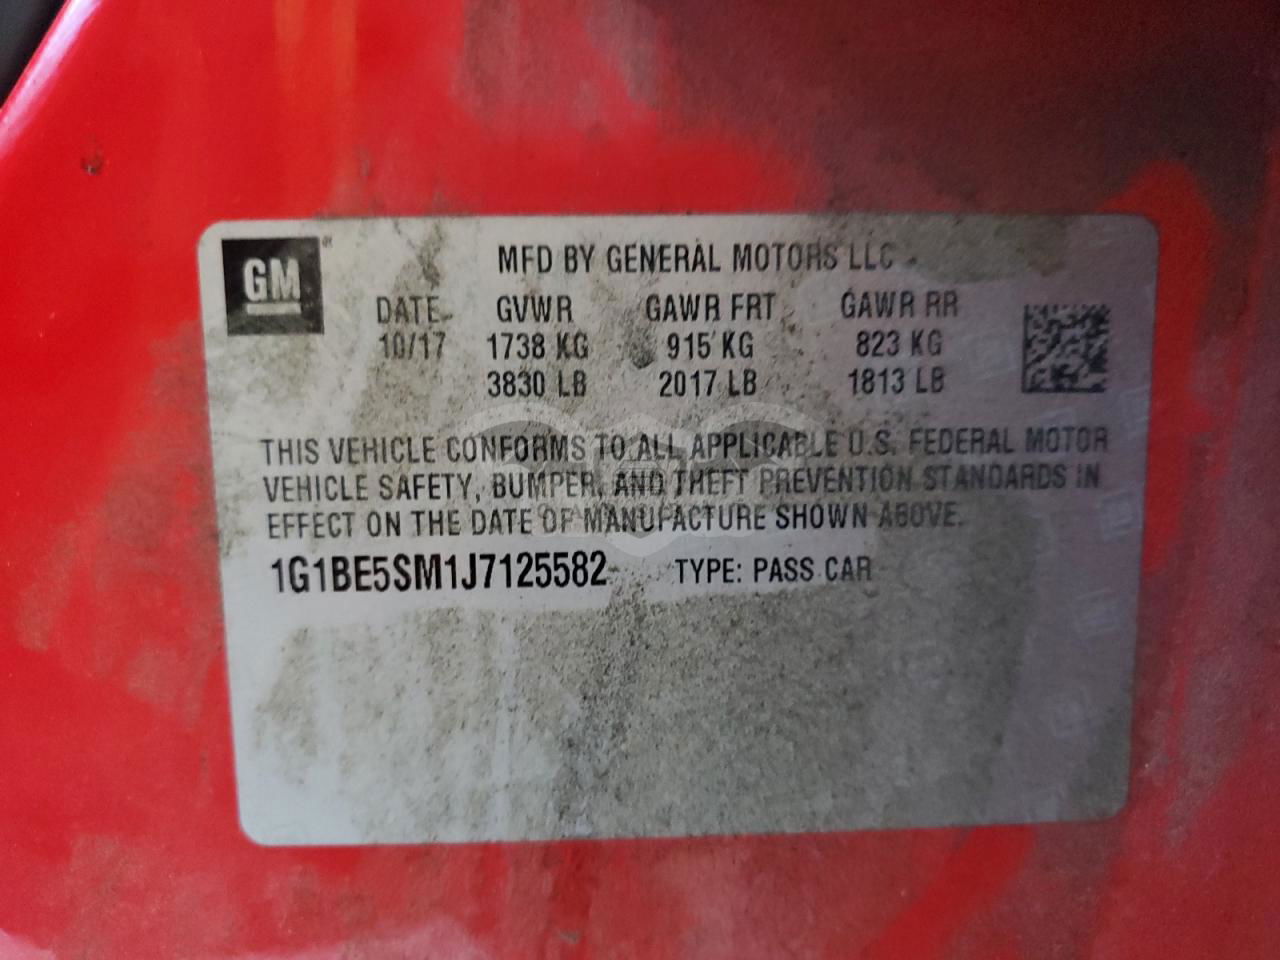 GM
MFD BY GENERAL MOTORS LLC
DATE GVWR GAWR FRT GAWR RR
10/17 1738 KG 915 KG 823 KG
3830 LB 2017 LB 1813 LB
THIS VEHICLE CONFORMS TO ALL APPLICABLE U.S. FEDERAL MOTOR
VEHICLE SAFETY, BUMPER, AND THEFT PREVENTION STANDARDS IN
EFFECT ON THE DATE OF MANUFACTURE SHOWN ABOVE.
1G1BE5SM1J7125582 TYPE: PASS CAR